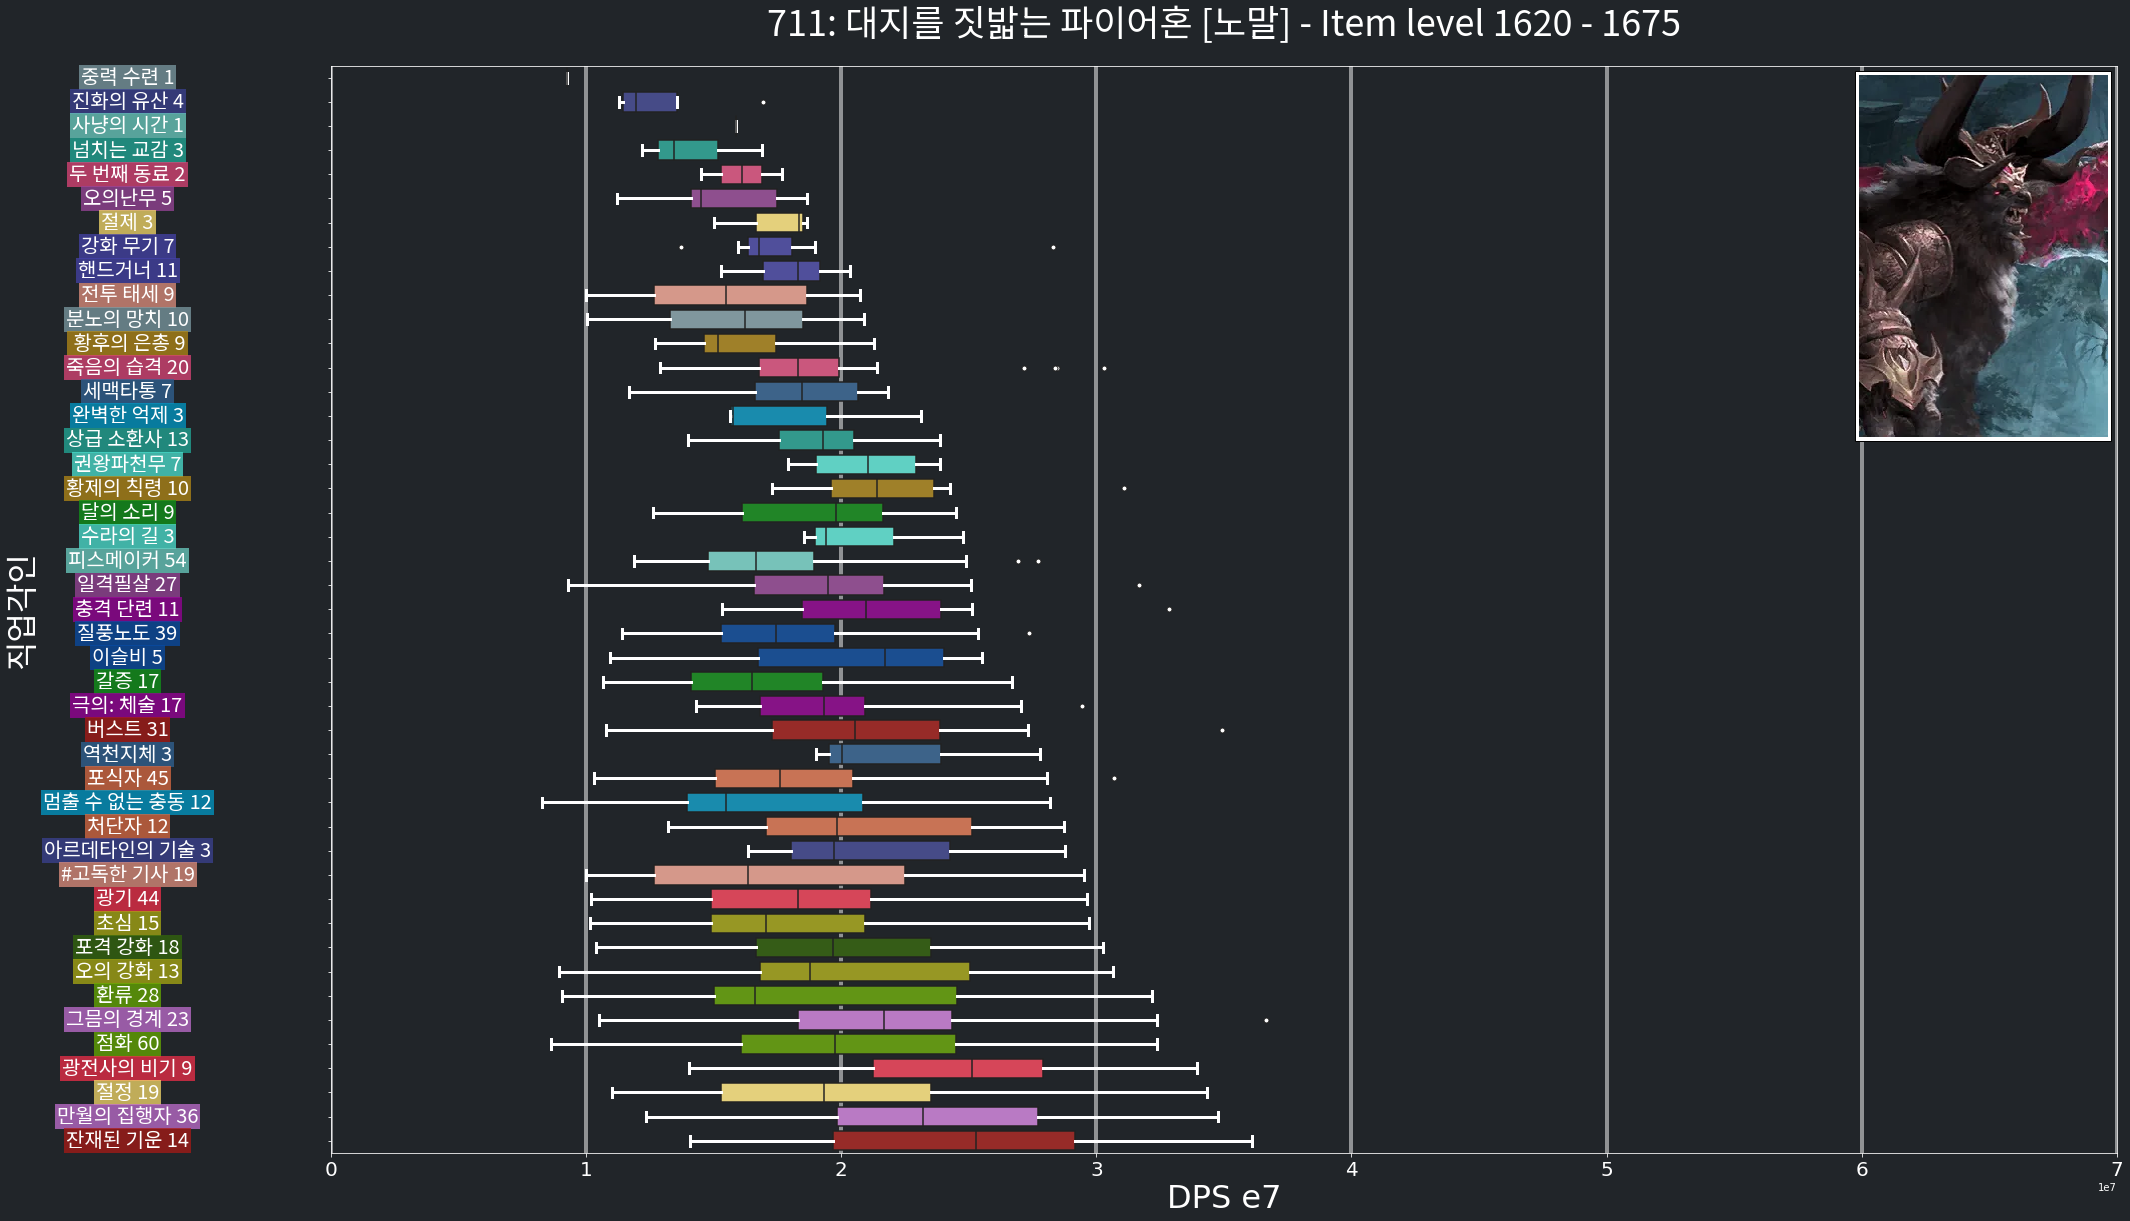 711: 대지를 짓밟는 파이어혼 [노말] - Item level 1620 - 1675
직업각인
중력 수련 1
진화의 유산 4
사냥의 시간 1
넘치는 교감 3
두 번째 동료 2
오의난무 5
절제 3
강화 무기 7
핸드거너 11
전투 태세 9
분노의 망치 10
황후의 은총 9
죽음의 습격 20
세맥타통 7
완벽한 억제 3
상급 소환사 13
권왕파천무 7
황제의 칙령 10
달의 소리 9
수라의 길 3
피스메이커 54
일격필살 27
충격 단련 11
질풍노도 39
이슬비 5
갈증 17
극의: 체술 17
버스트 31
역천지체 3
포식자 45
멈출 수 없는 충동 12
처단자 12
아르데타인의 기술 3
#고독한 기사 19
광기 44
초심 15
포격 강화 18
오의 강화 13
환류 28
그믐의 경계 23
점화 60
광전사의 비기 9
절정 19
만월의 집행자 36
잔재된 기운 14
0 1 2 3 4 5 6 7
1e7
DPS e7